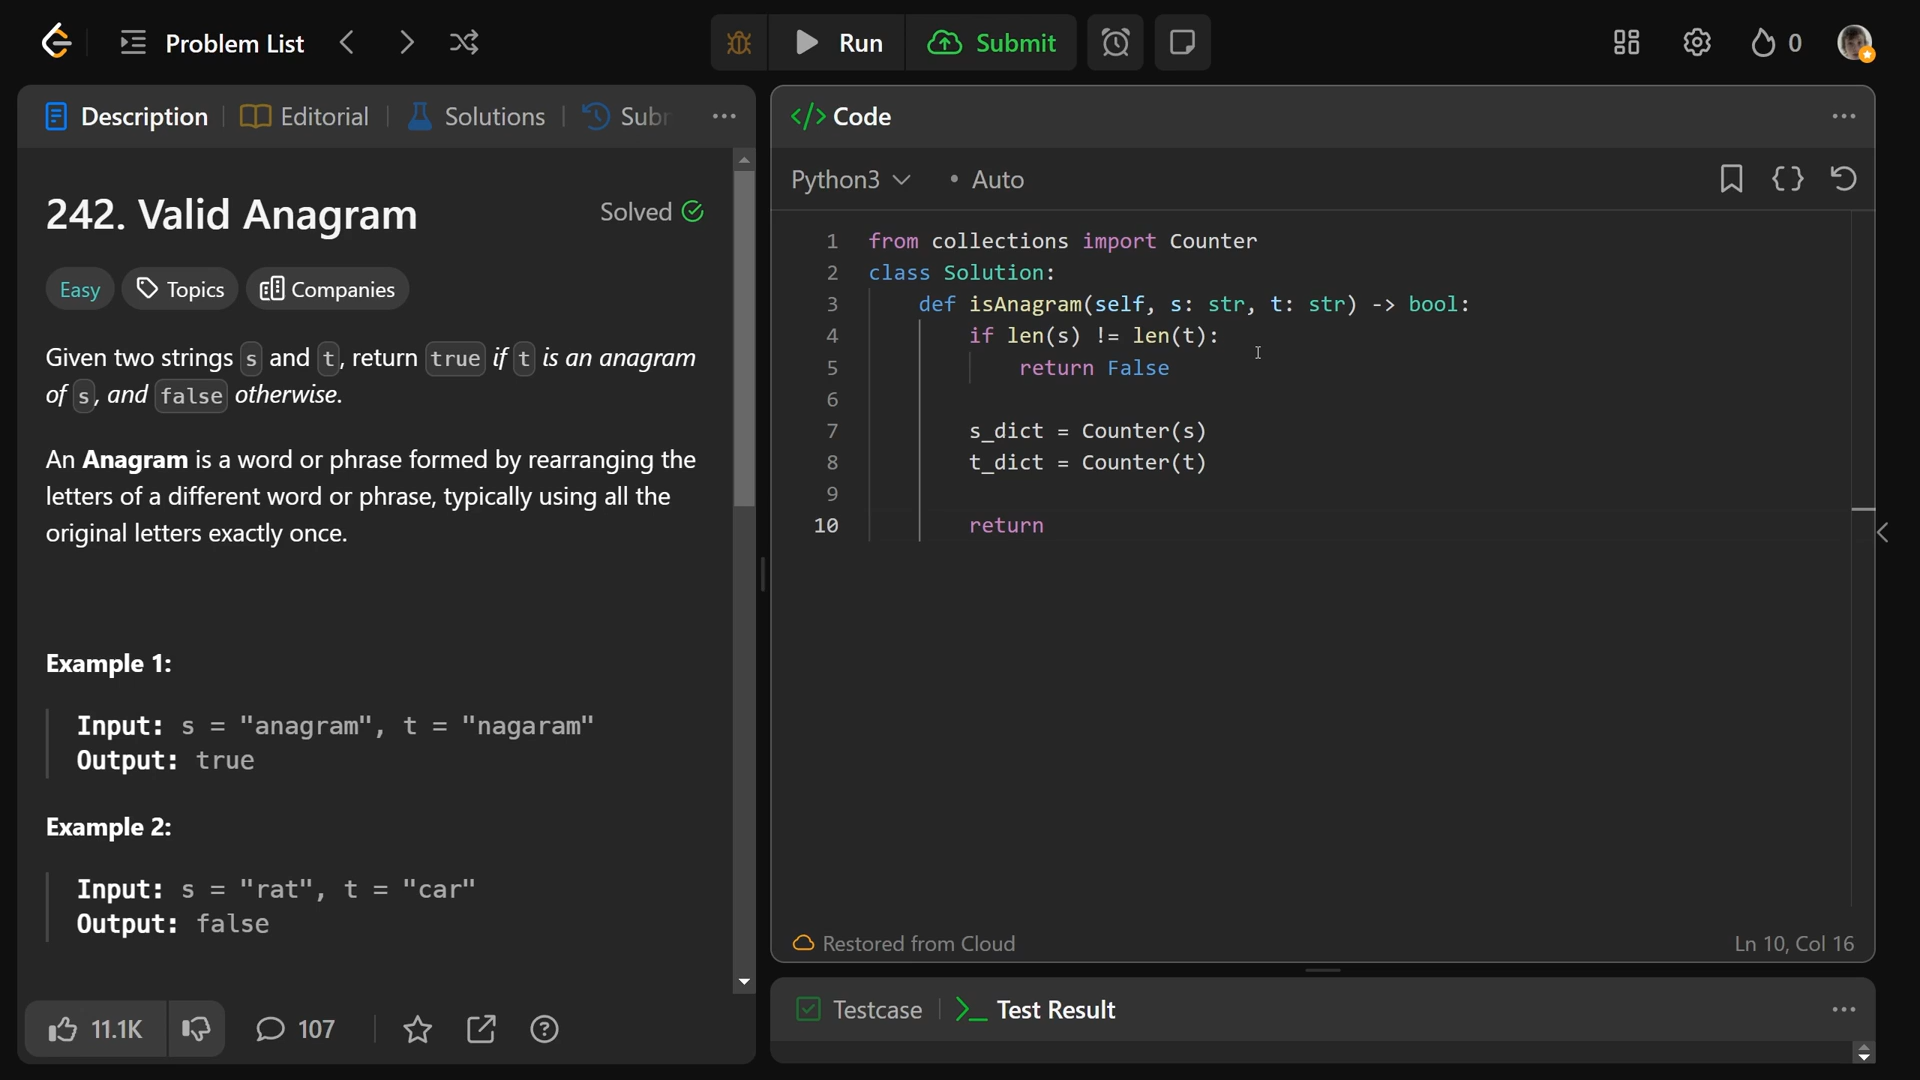 Problem List
Run
Submit
0
Description
Editorial
Solutions
Code
242. Valid Anagram
Solved
Easy
Topics
Companies
Given two strings s and t, return true if t is an anagram
of s, and false otherwise.
An Anagram is a word or phrase formed by rearranging the
letters of a different word or phrase, typically using all the
original letters exactly once.
Example 1:
Input: s = "anagram", t = "nagaram"
Output: true
Example 2:
Input: s = "rat", t = "car"
Output: false
11.1K
107
Python3
• Auto
1 from collections import Counter
2 class Solution:
3 def isAnagram(self, s: str, t: str) -> bool:
4 if len(s) != len(t):
5 return False
6
7 s_dict = Counter(s)
8 t_dict = Counter(t)
9
10 return
Restored from Cloud
Ln 10, Col 16
Testcase
Test Result